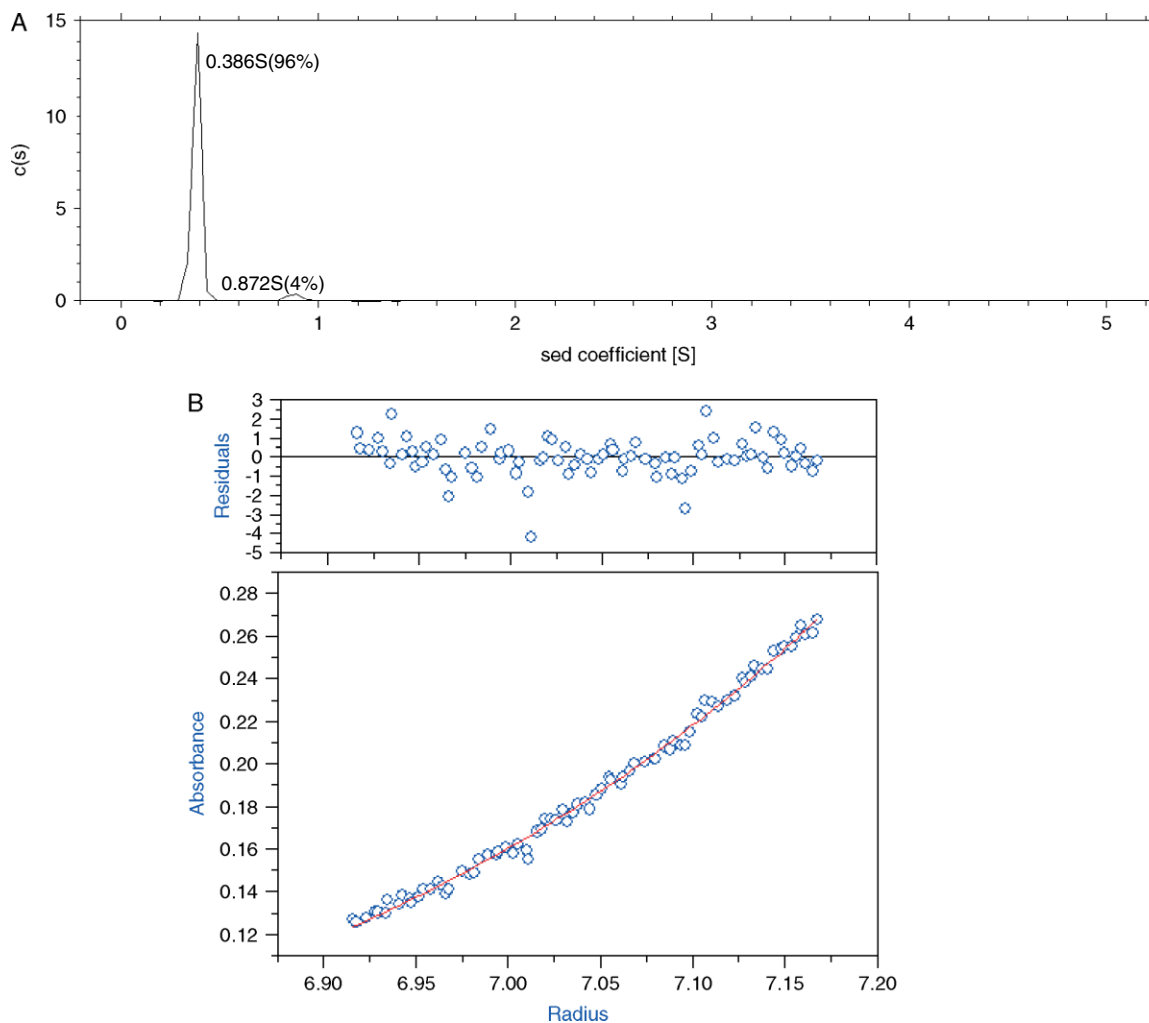 A
15
10
5
0
c(s)
0.386S(96%)
0.872S(4%)
0 1 2 3 4 5
sed coefficient [S]
B
3
2
1
0
-1
-2
-3
-4
-5
Residuals
0.28
0.26
0.24
0.22
0.20
0.18
0.16
0.14
0.12
Absorbance
6.90 6.95 7.00 7.05 7.10 7.15 7.20
Radius